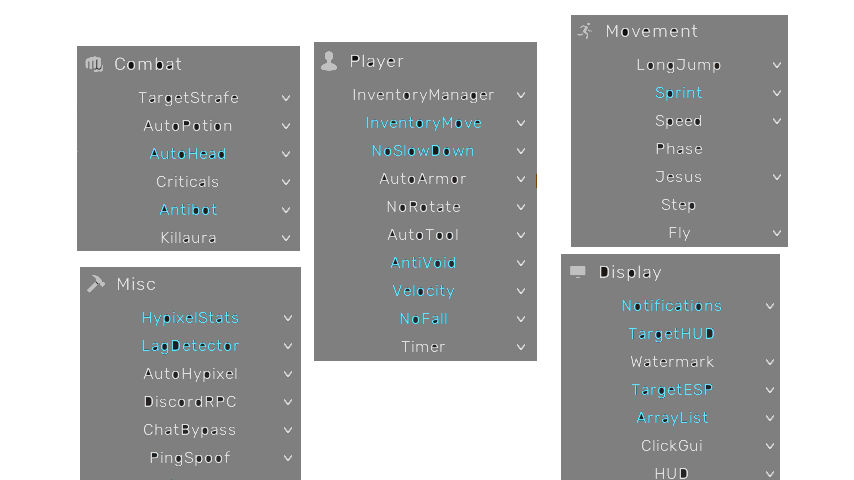 Combat
TargetStrafe
AutoPotion
AutoHead
Criticals
Antibot
Killaura
Misc
HypixelStats
LagDetector
AutoHypixel
DiscordRPC
ChatBypass
PingSpoof
Player
InventoryManager
InventoryMove
NoSlowDown
AutoArmor
NoRotate
AutoTool
AntiVoid
Velocity
NoFall
Timer
Movement
LongJump
Sprint
Speed
Phase
Jesus
Step
Fly
Display
Notifications
TargetHUD
Watermark
TargetESP
ArrayList
ClickGui
HUD